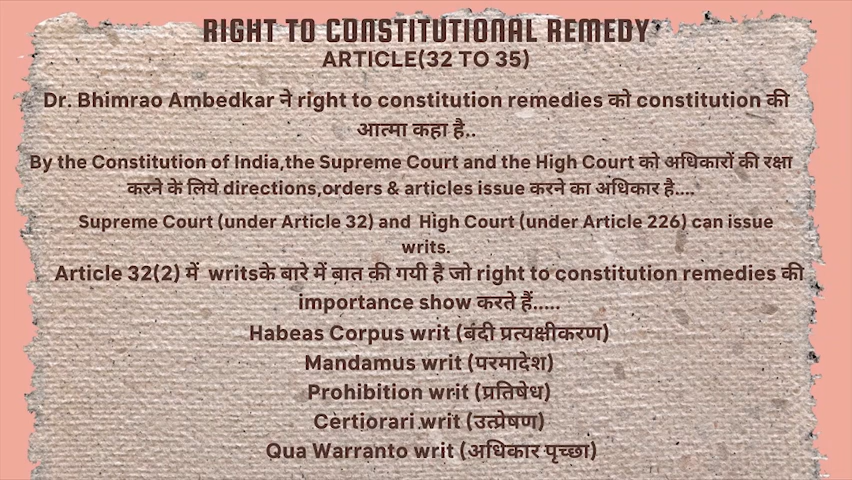 RIGHT TO CONSTITUTIONAL REMEDY
ARTICLE(32 TO 35)
Dr. Bhimrao Ambedkar ने right to constitution remedies को constitution की
आत्मा कहा है..
By the Constitution of India,the Supreme Court and the High Court को अधिकारों की रक्षा
करने के लिये directions,orders & articles issue करने का अधिकार है....
Supreme Court (under Article 32) and High Court (under Article 226) can issue
writs.
Article 32(2) में writsके बारे में बात की गयी है जो right to constitution remedies की
importance show करते हैं.....
Habeas Corpus writ (बंदी प्रत्यक्षीकरण)
Mandamus writ (परमादेश)
Prohibition writ (प्रतिषेध)
Certiorari writ (उत्प्रेषण)
Qua Warranto writ (अधिकार पृच्छा)